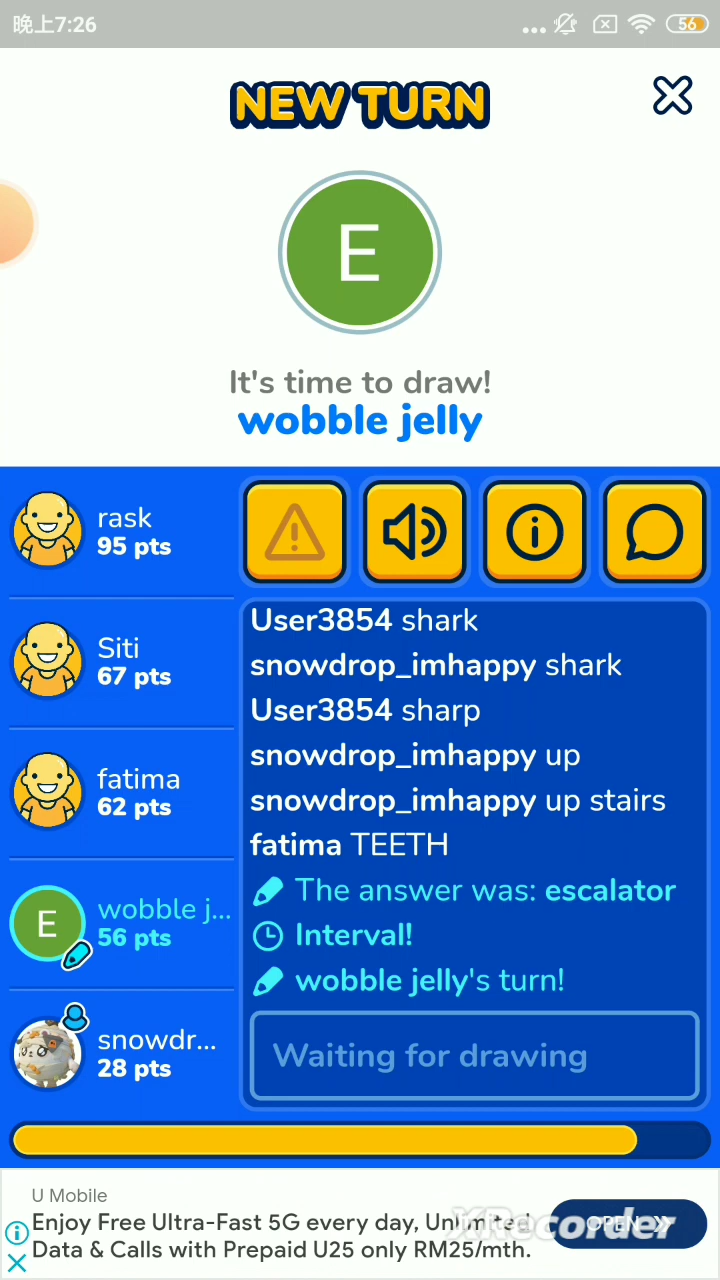 晚上7:26
56
NEW TURN
E
It's time to draw!
wobble jelly
rask
95 pts
Siti
67 pts
fatima
62 pts
E
wobble j...
56 pts
snowdr...
28 pts
User3854 shark
snowdrop_imhappy shark
User3854 sharp
snowdrop_imhappy up
snowdrop_imhappy up stairs
fatima TEETH
The answer was: escalator
Interval!
wobble jelly's turn!
Waiting for drawing
U Mobile
Enjoy Free Ultra-Fast 5G every day, Unlimited
Data & Calls with Prepaid U25 only RM25/mth.
OPEN
XRecorder